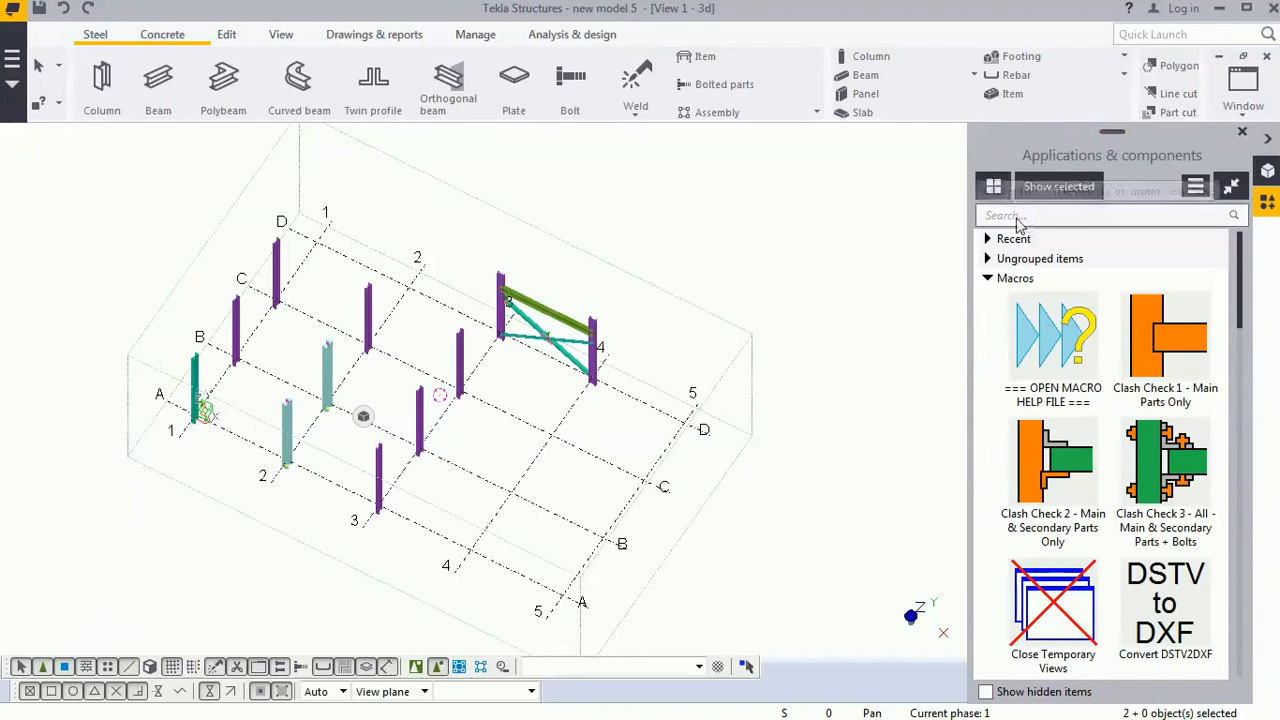 Tekla Structures - new model 5 - [View 1 - 3d]
? Log in
Steel Concrete Edit View Drawings & reports Manage Analysis & design Quick Launch
Item Column Footing Polygon
Bolted parts Beam Rebar Line cut
Assembly Panel Item Part cut
Slab
Column Beam Polybeam Curved beam Twin profile Orthogonal beam Plate Bolt Weld Window
Applications & components
Show selected
Search...
Recent
Ungrouped items
Macros
=== OPEN MACRO
HELP FILE ===
Clash Check 1 - Main
Parts Only
Clash Check 2 - Main
& Secondary Parts
Only
Clash Check 3 - All -
Main & Secondary
Parts + Bolts
Close Temporary
Views
DSTV
to
DXF
Convert DSTV2DXF
Show hidden items
D 1
C 2
B 3
A 4
1 5
2 D
3 C
4 B
5 A
Z Y
X
Auto View plane
S 0 Pan Current phase: 1 2 + 0 object(s) selected